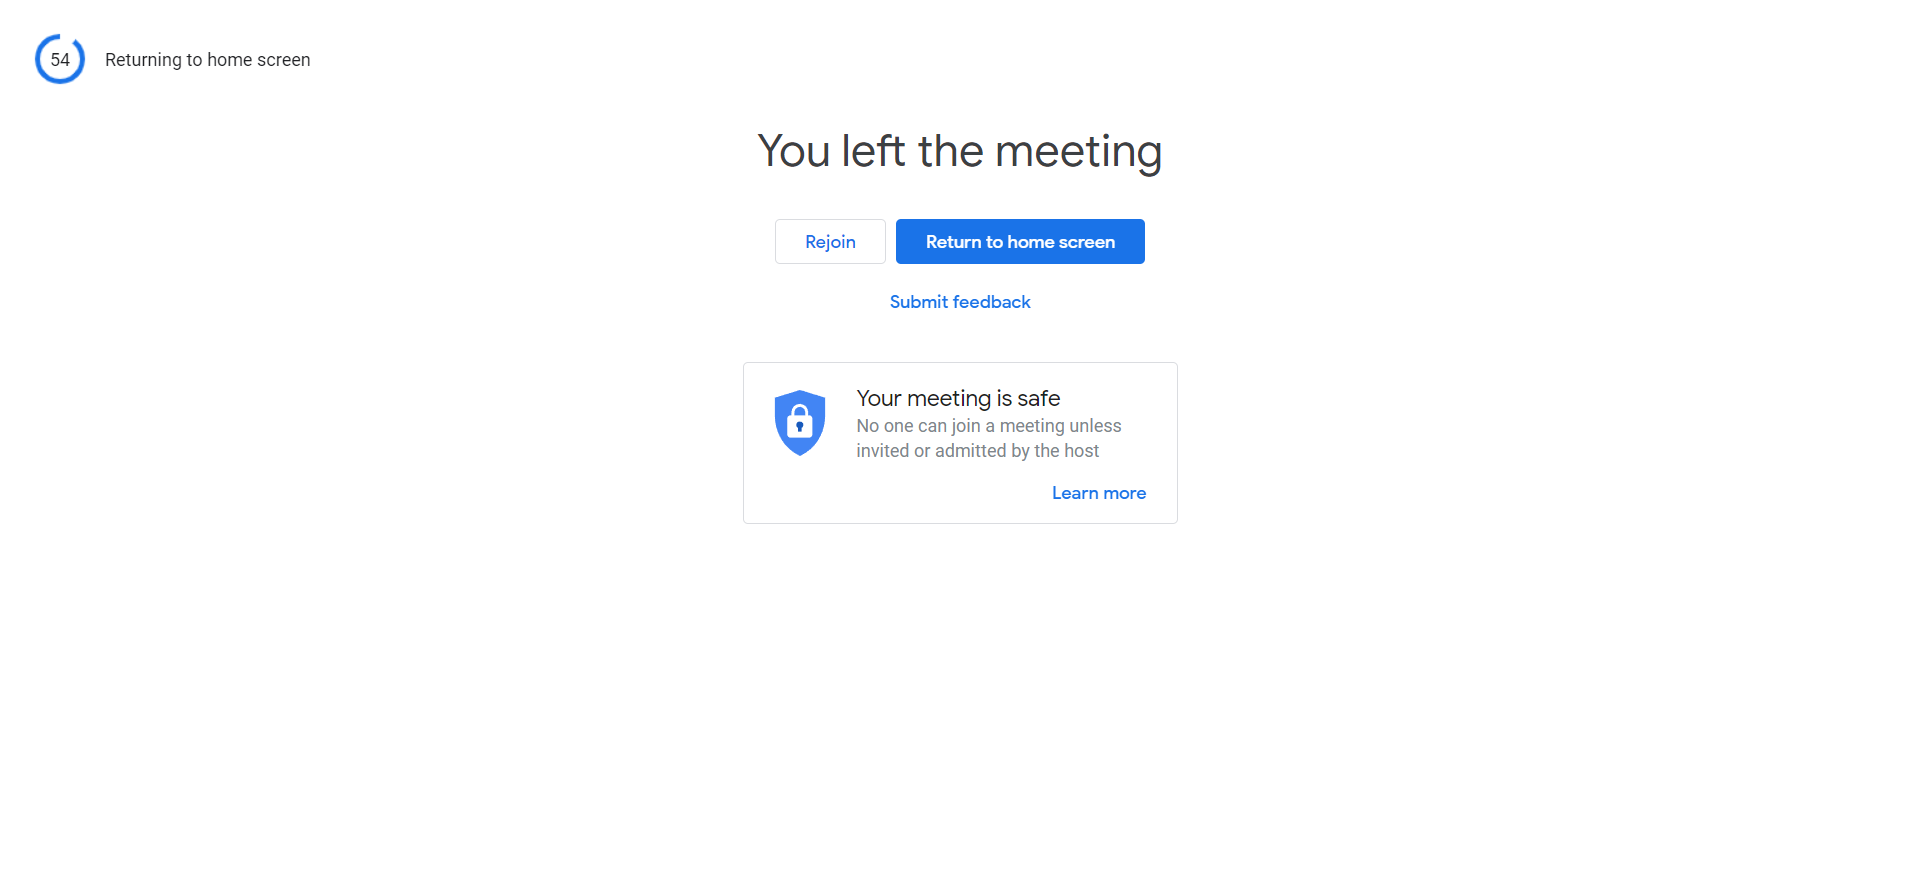 54
Returning to home screen
You left the meeting
Rejoin
Return to home screen
Submit feedback
Your meeting is safe
No one can join a meeting unless
invited or admitted by the host
Learn more